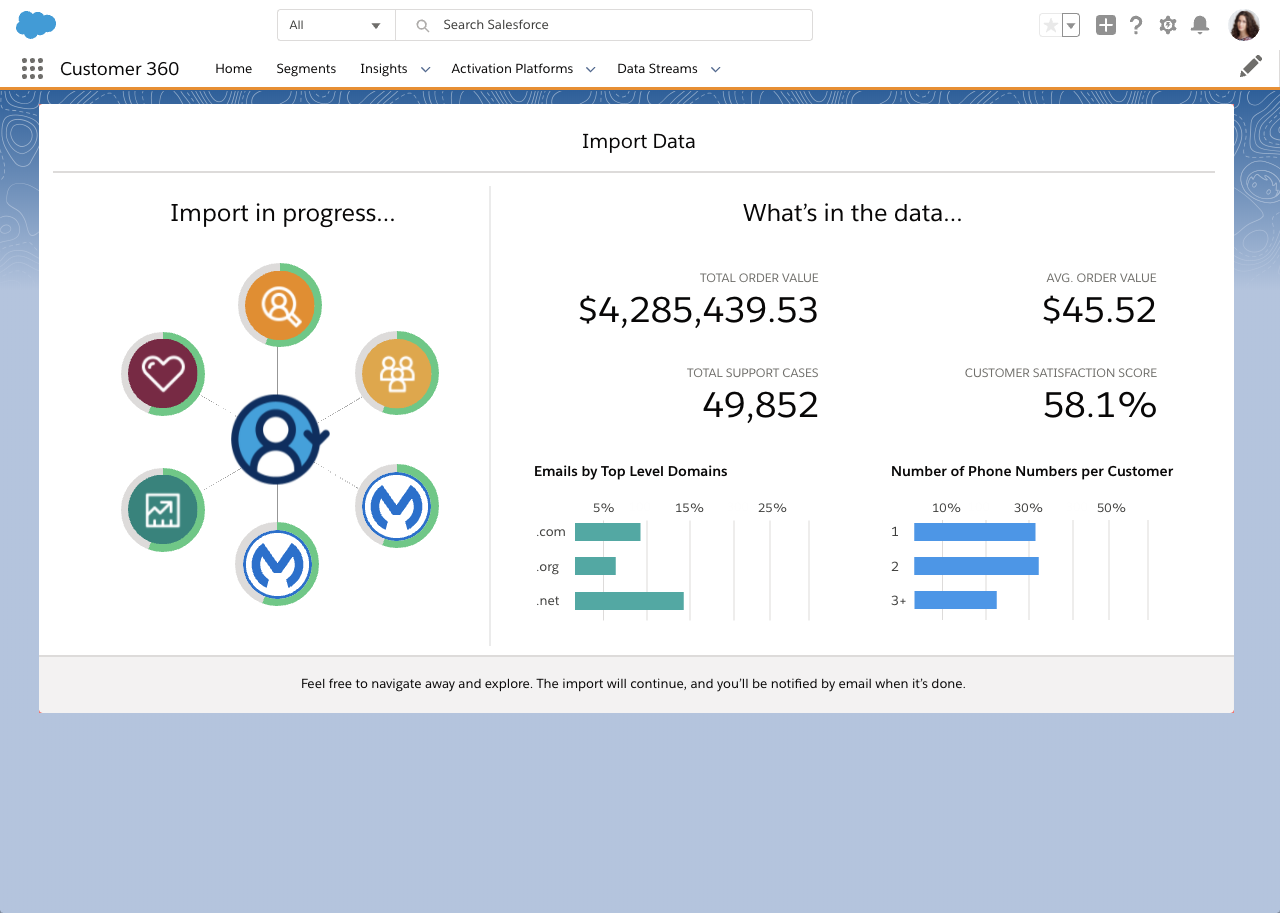 All
Search Salesforce
Customer 360
Home
Segments
Insights
Activation Platforms
Data Streams
Import Data
Import in progress...
What’s in the data...
TOTAL ORDER VALUE
$4,285,439.53
AVG. ORDER VALUE
$45.52
TOTAL SUPPORT CASES
49,852
CUSTOMER SATISFACTION SCORE
58.1%
Emails by Top Level Domains
5% 15% 25%
.com
.org
.net
Number of Phone Numbers per Customer
10% 30% 50%
1
2
3+
Feel free to navigate away and explore. The import will continue, and you’ll be notified by email when it’s done.